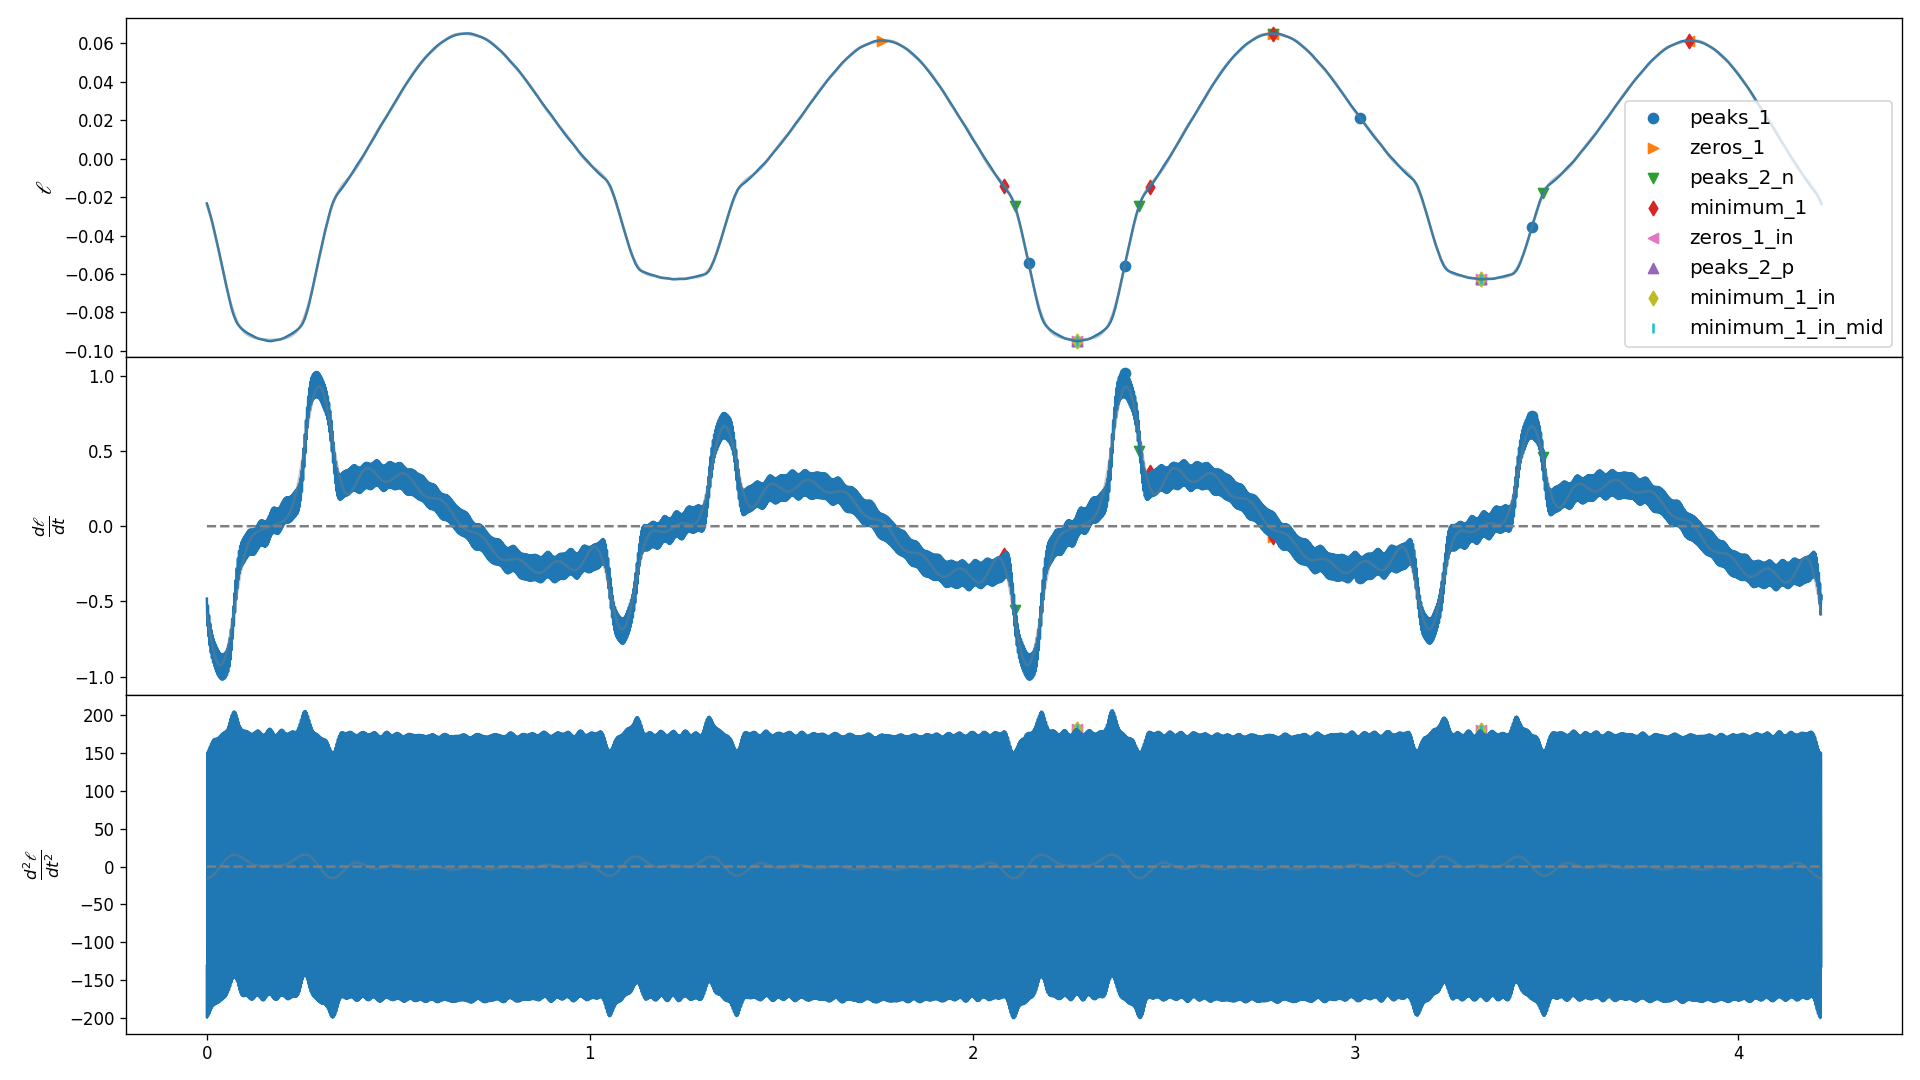 0.06
0.04
0.02
0.00
−0.02
−0.04
−0.06
−0.08
−0.10
ℓ
peaks_1
zeros_1
peaks_2_n
minimum_1
zeros_1_in
peaks_2_p
minimum_1_in
minimum_1_in_mid
1.0
0.5
0.0
−0.5
−1.0
dℓ/dt
200
150
100
50
0
−50
−100
−150
−200
d²ℓ/dt²
0 1 2 3 4